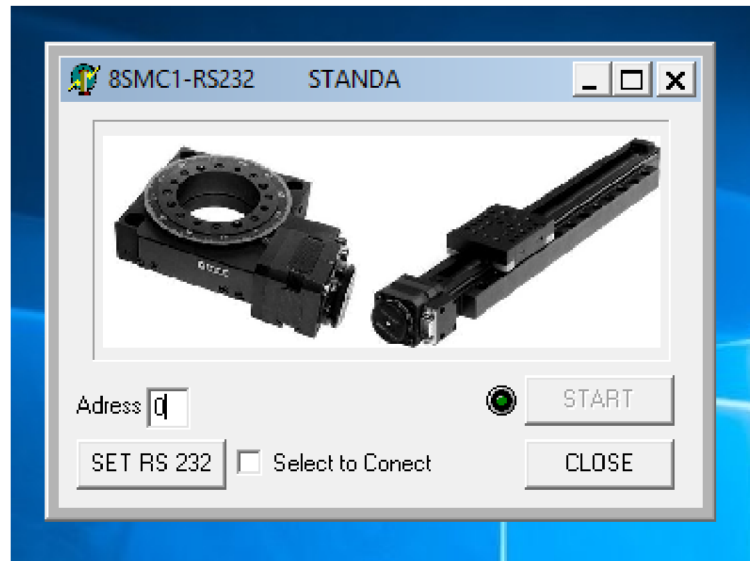 8SMC1-RS232 STANDA
Adress 0
START
SET RS 232
Select to Conect
CLOSE